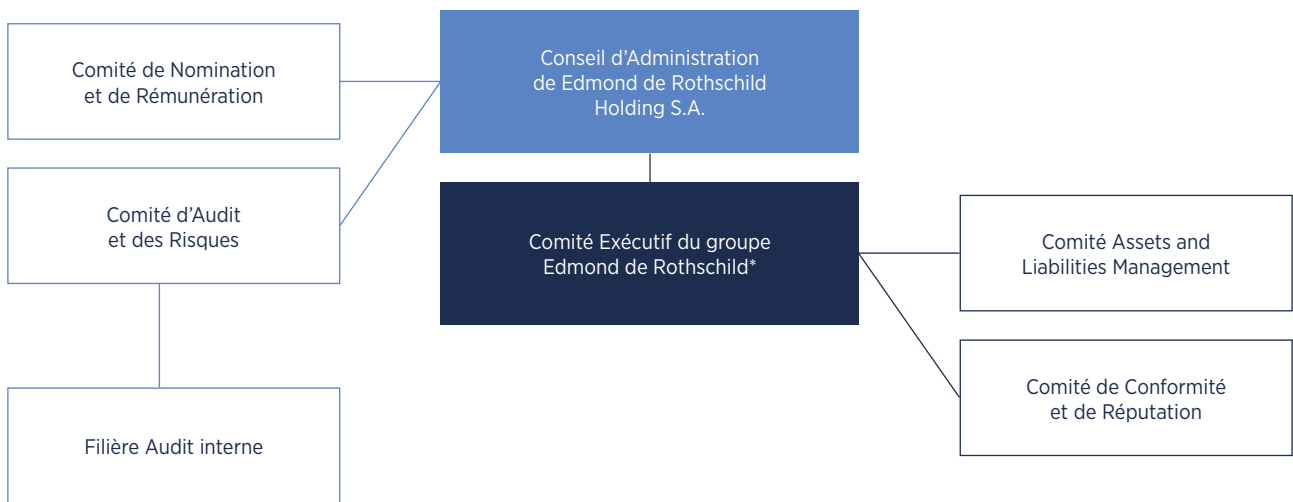 Comité de Nomination
et de Rémunération
Conseil d’Administration
de Edmond de Rothschild
Holding S.A.
Comité d’Audit
et des Risques
Comité Exécutif du groupe
Edmond de Rothschild*
Comité Assets and
Liabilities Management
Comité de Conformité
et de Réputation
Filière Audit interne